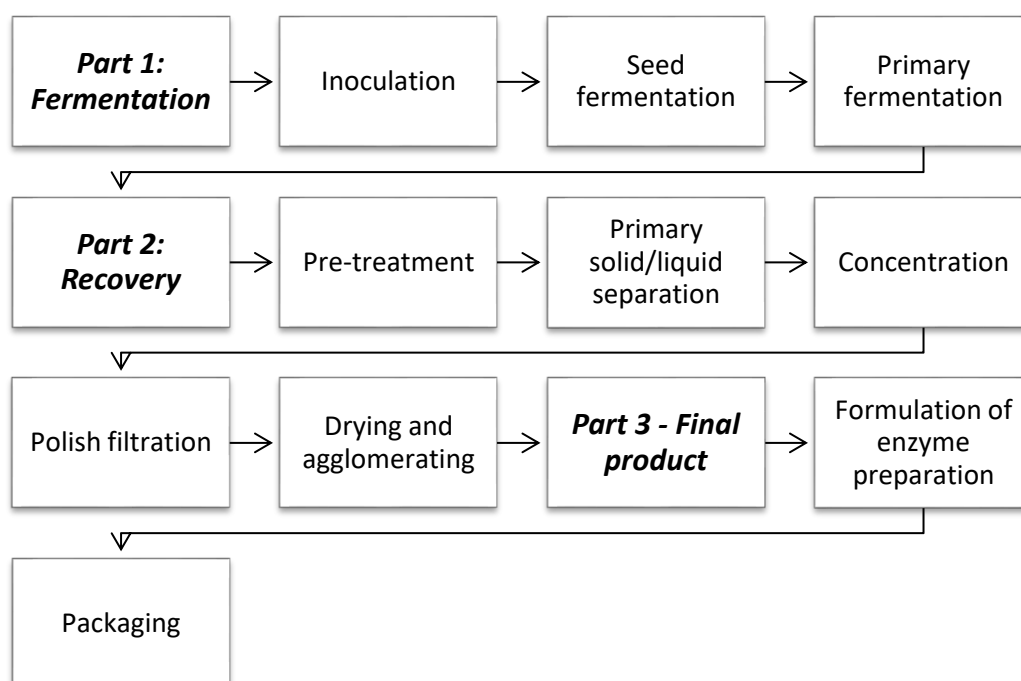 Part 1:
Fermentation
Inoculation
Seed
fermentation
Primary
fermentation
Part 2:
Recovery
Pre-treatment
Primary
solid/liquid
separation
Concentration
Polish filtration
Drying and
agglomerating
Part 3 - Final
product
Formulation of
enzyme
preparation
Packaging